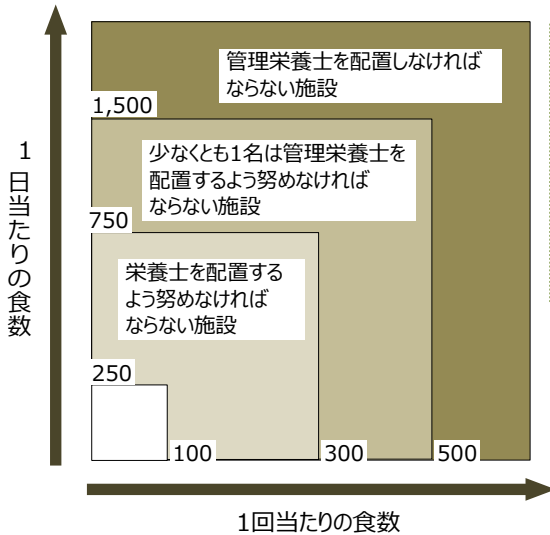 管理栄養士を配置しなければ
ならない施設
1,500
少なくとも1名は管理栄養士を
配置するよう努めなければ
ならない施設
750
栄養士を配置する
よう努めなければ
ならない施設
250
100
300
500
1日当たりの食数
1回当たりの食数